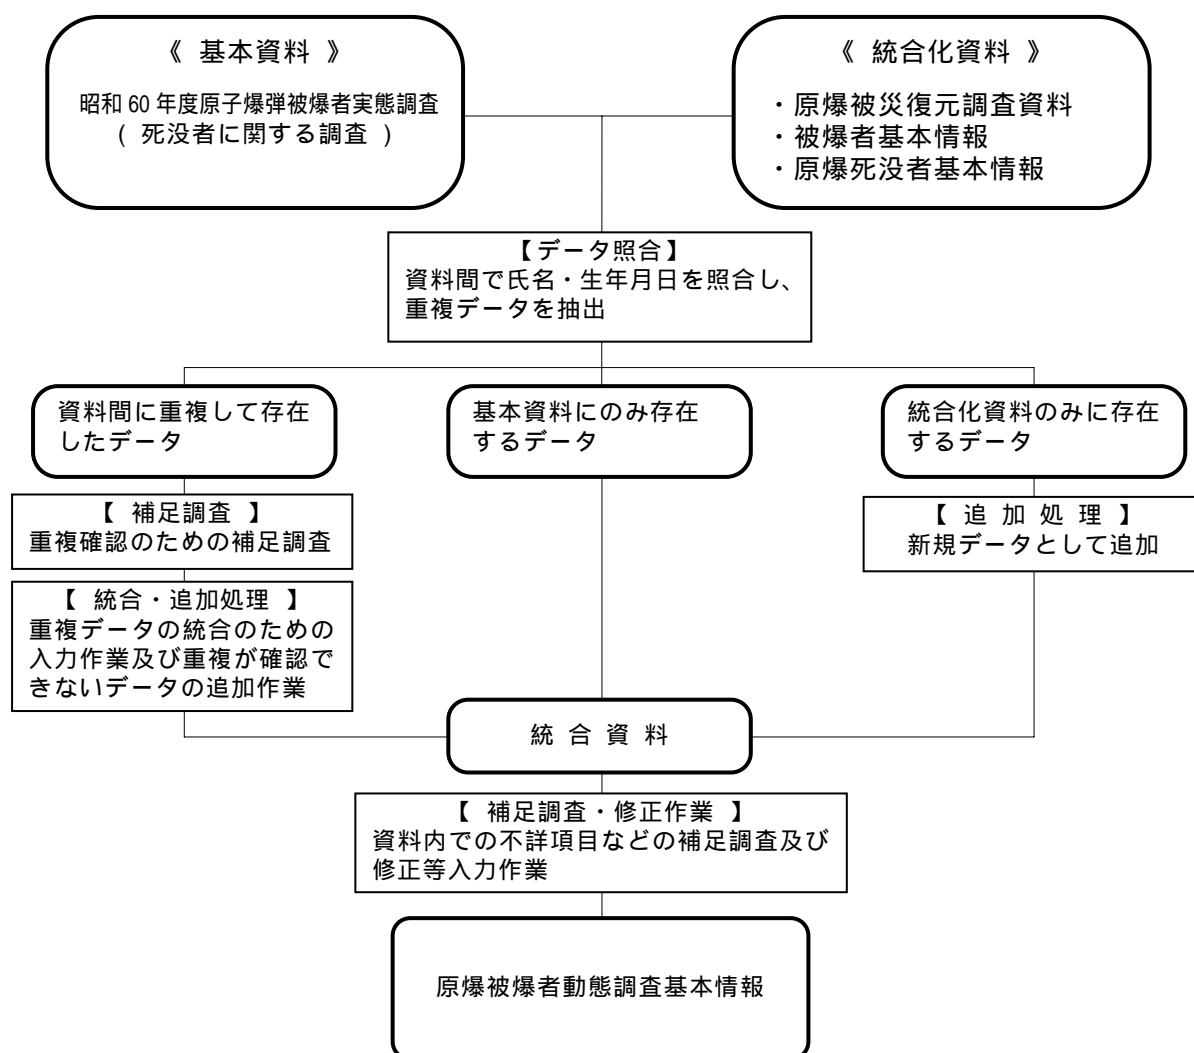 《 基本資料 》
昭和60年度原子爆弾被爆者実態調査
( 死没者に関する調査 )
《 統合化資料 》
・原爆被災復元調査資料
・被爆者基本情報
・原爆死没者基本情報
【データ照合】
資料間で氏名・生年月日を照合し、
重複データを抽出
資料間に重複して存在
したデータ
基本資料にのみ存在
するデータ
統合化資料のみに存在
するデータ
【 補足調査 】
重複確認のための補足調査
【 追 加 処 理 】
新規データとして追加
【 統合・追加処理 】
重複データの統合のための
入力作業及び重複が確認で
きないデータの追加作業
統 合 資 料
【 補足調査・修正作業 】
資料内での不詳項目などの補足調査及び
修正等入力作業
原爆被爆者動態調査基本情報